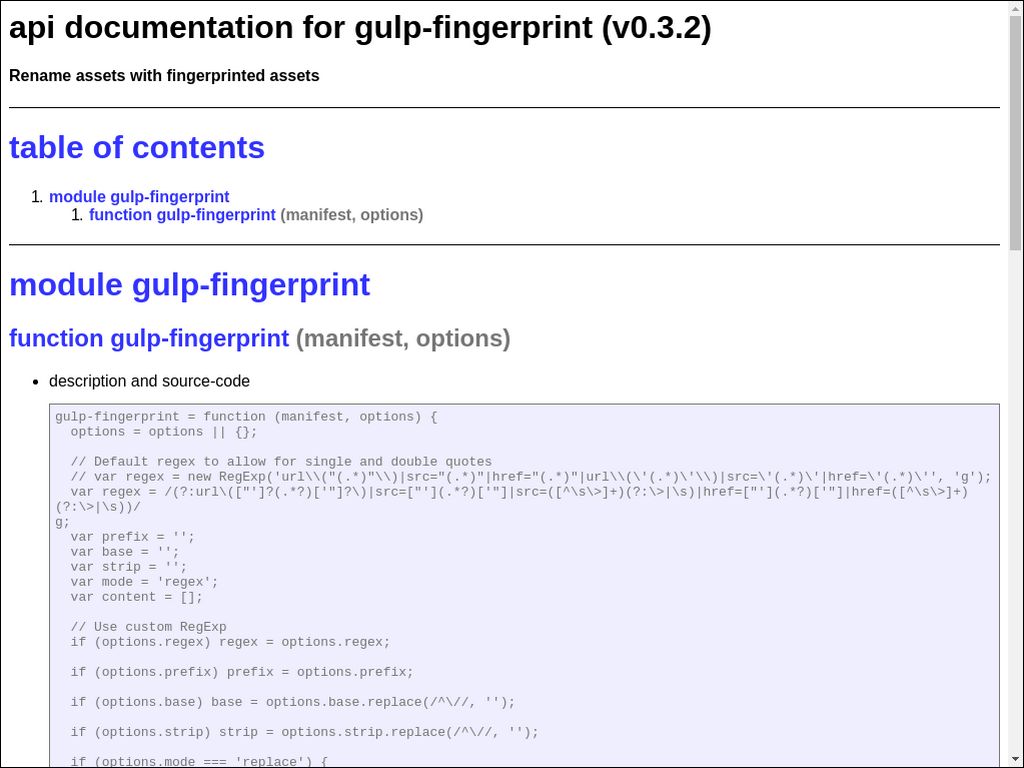 api documentation for gulp-fingerprint (v0.3.2)
Rename assets with fingerprinted assets
table of contents
1. module gulp-fingerprint
1. function gulp-fingerprint (manifest, options)
module gulp-fingerprint
function gulp-fingerprint (manifest, options)
• description and source-code
gulp-fingerprint = function (manifest, options) {
  options = options || {};
  // Default regex to allow for single and double quotes
  // var regex = new RegExp('url\\("(.*)"\\)|src="(.*)"|href="(.*)"|url\\(\'(.*)\'\\)|src=\'(.*)\'|href=\'(.*)\'', 'g');
  var regex = /(?:url\(["']?(.*?)['"]?\)|src=["'](.*?)['"]|src=([^\s\>]+)(?:\>|\s)|href=["'](.*?)['"]|href=([^\s\>]+)
(?:\>|\s))/
g;
  var prefix = '';
  var base = '';
  var strip = '';
  var mode = 'regex';
  var content = [];
  // Use custom RegExp
  if (options.regex) regex = options.regex;
  if (options.prefix) prefix = options.prefix;
  if (options.base) base = options.base.replace(/^\//, '');
  if (options.strip) strip = options.strip.replace(/^\//, '');
  if (options.mode === 'replace') {